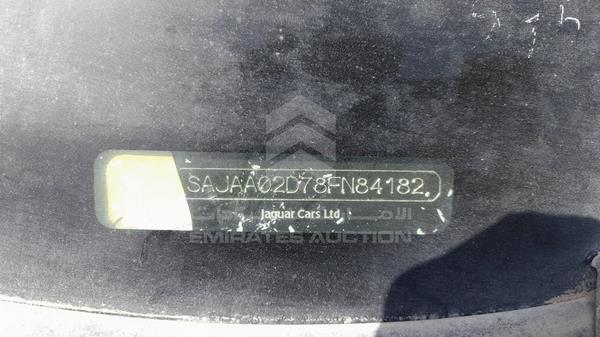 SAJAA02D78FN84182
Jaguar Cars Ltd
EMIRATES AUCTION